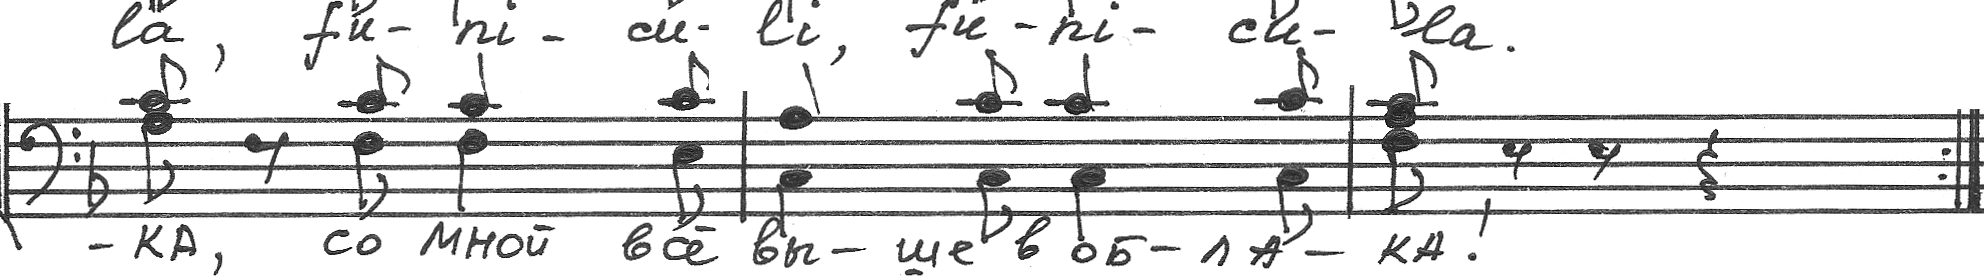 la, fu- ni- cu- li, fu-ni- cu- la.
-КА, со мной всё вы-ше в об-ла-ка!